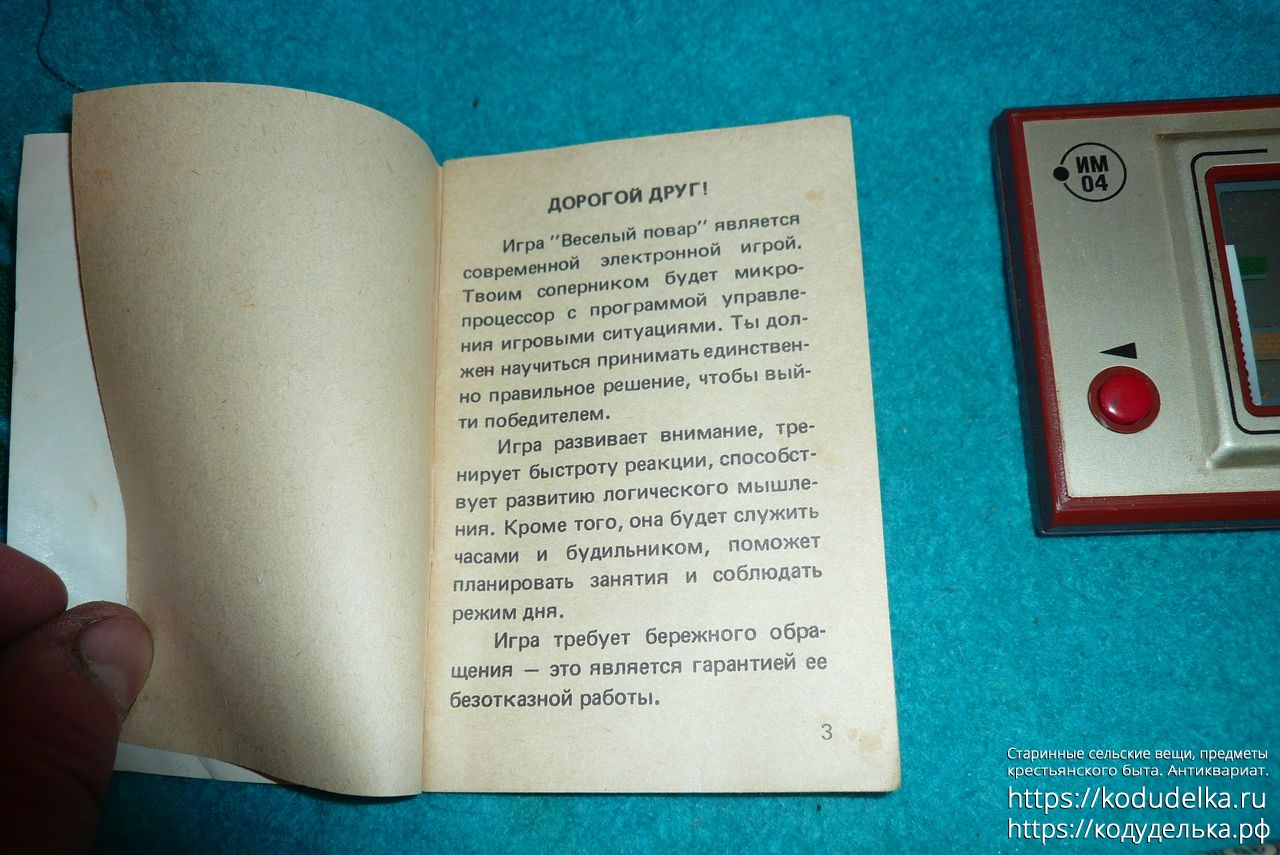 ДОРОГОЙ ДРУГ!
Игра "Веселый повар" является
современной электронной игрой.
Твоим соперником будет микро-
процессор с программой управле-
ния игровыми ситуациями. Ты дол-
жен научиться принимать единствен-
но правильное решение, чтобы вый-
ти победителем.
Игра развивает внимание, тре-
нирует быстроту реакции, способст-
вует развитию логического мышле-
ния. Кроме того, она будет служить
часами и будильником, поможет
планировать занятия и соблюдать
режим дня.
Игра требует бережного обра-
щения — это является гарантией ее
безотказной работы.
3
ИМ
04
Старинные сельские вещи, предметы
крестьянского быта. Антиквариат.
https://kodudelka.ru
https://кодуделька.рф